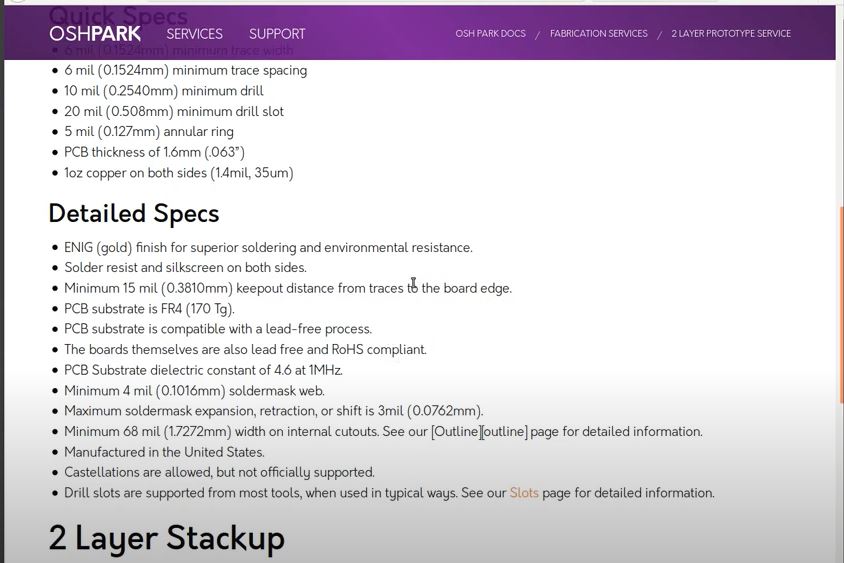 Quick Specs
OSHPARK SERVICES SUPPORT OSH PARK DOCS / FABRICATION SERVICES / 2 LAYER PROTOTYPE SERVICE
6 mil (0.1524mm) minimum trace width
6 mil (0.1524mm) minimum trace spacing
10 mil (0.2540mm) minimum drill
20 mil (0.508mm) minimum drill slot
5 mil (0.127mm) annular ring
PCB thickness of 1.6mm (.063”)
1oz copper on both sides (1.4mil, 35um)
Detailed Specs
ENIG (gold) finish for superior soldering and environmental resistance.
Solder resist and silkscreen on both sides.
Minimum 15 mil (0.3810mm) keepout distance from traces to the board edge.
PCB substrate is FR4 (170 Tg).
PCB substrate is compatible with a lead-free process.
The boards themselves are also lead free and RoHS compliant.
PCB Substrate dielectric constant of 4.6 at 1MHz.
Minimum 4 mil (0.1016mm) soldermask web.
Maximum soldermask expansion, retraction, or shift is 3mil (0.0762mm).
Minimum 68 mil (1.7272mm) width on internal cutouts. See our [Outline][outline] page for detailed information.
Manufactured in the United States.
Castellations are allowed, but not officially supported.
Drill slots are supported from most tools, when used in typical ways. See our Slots page for detailed information.
2 Layer Stackup